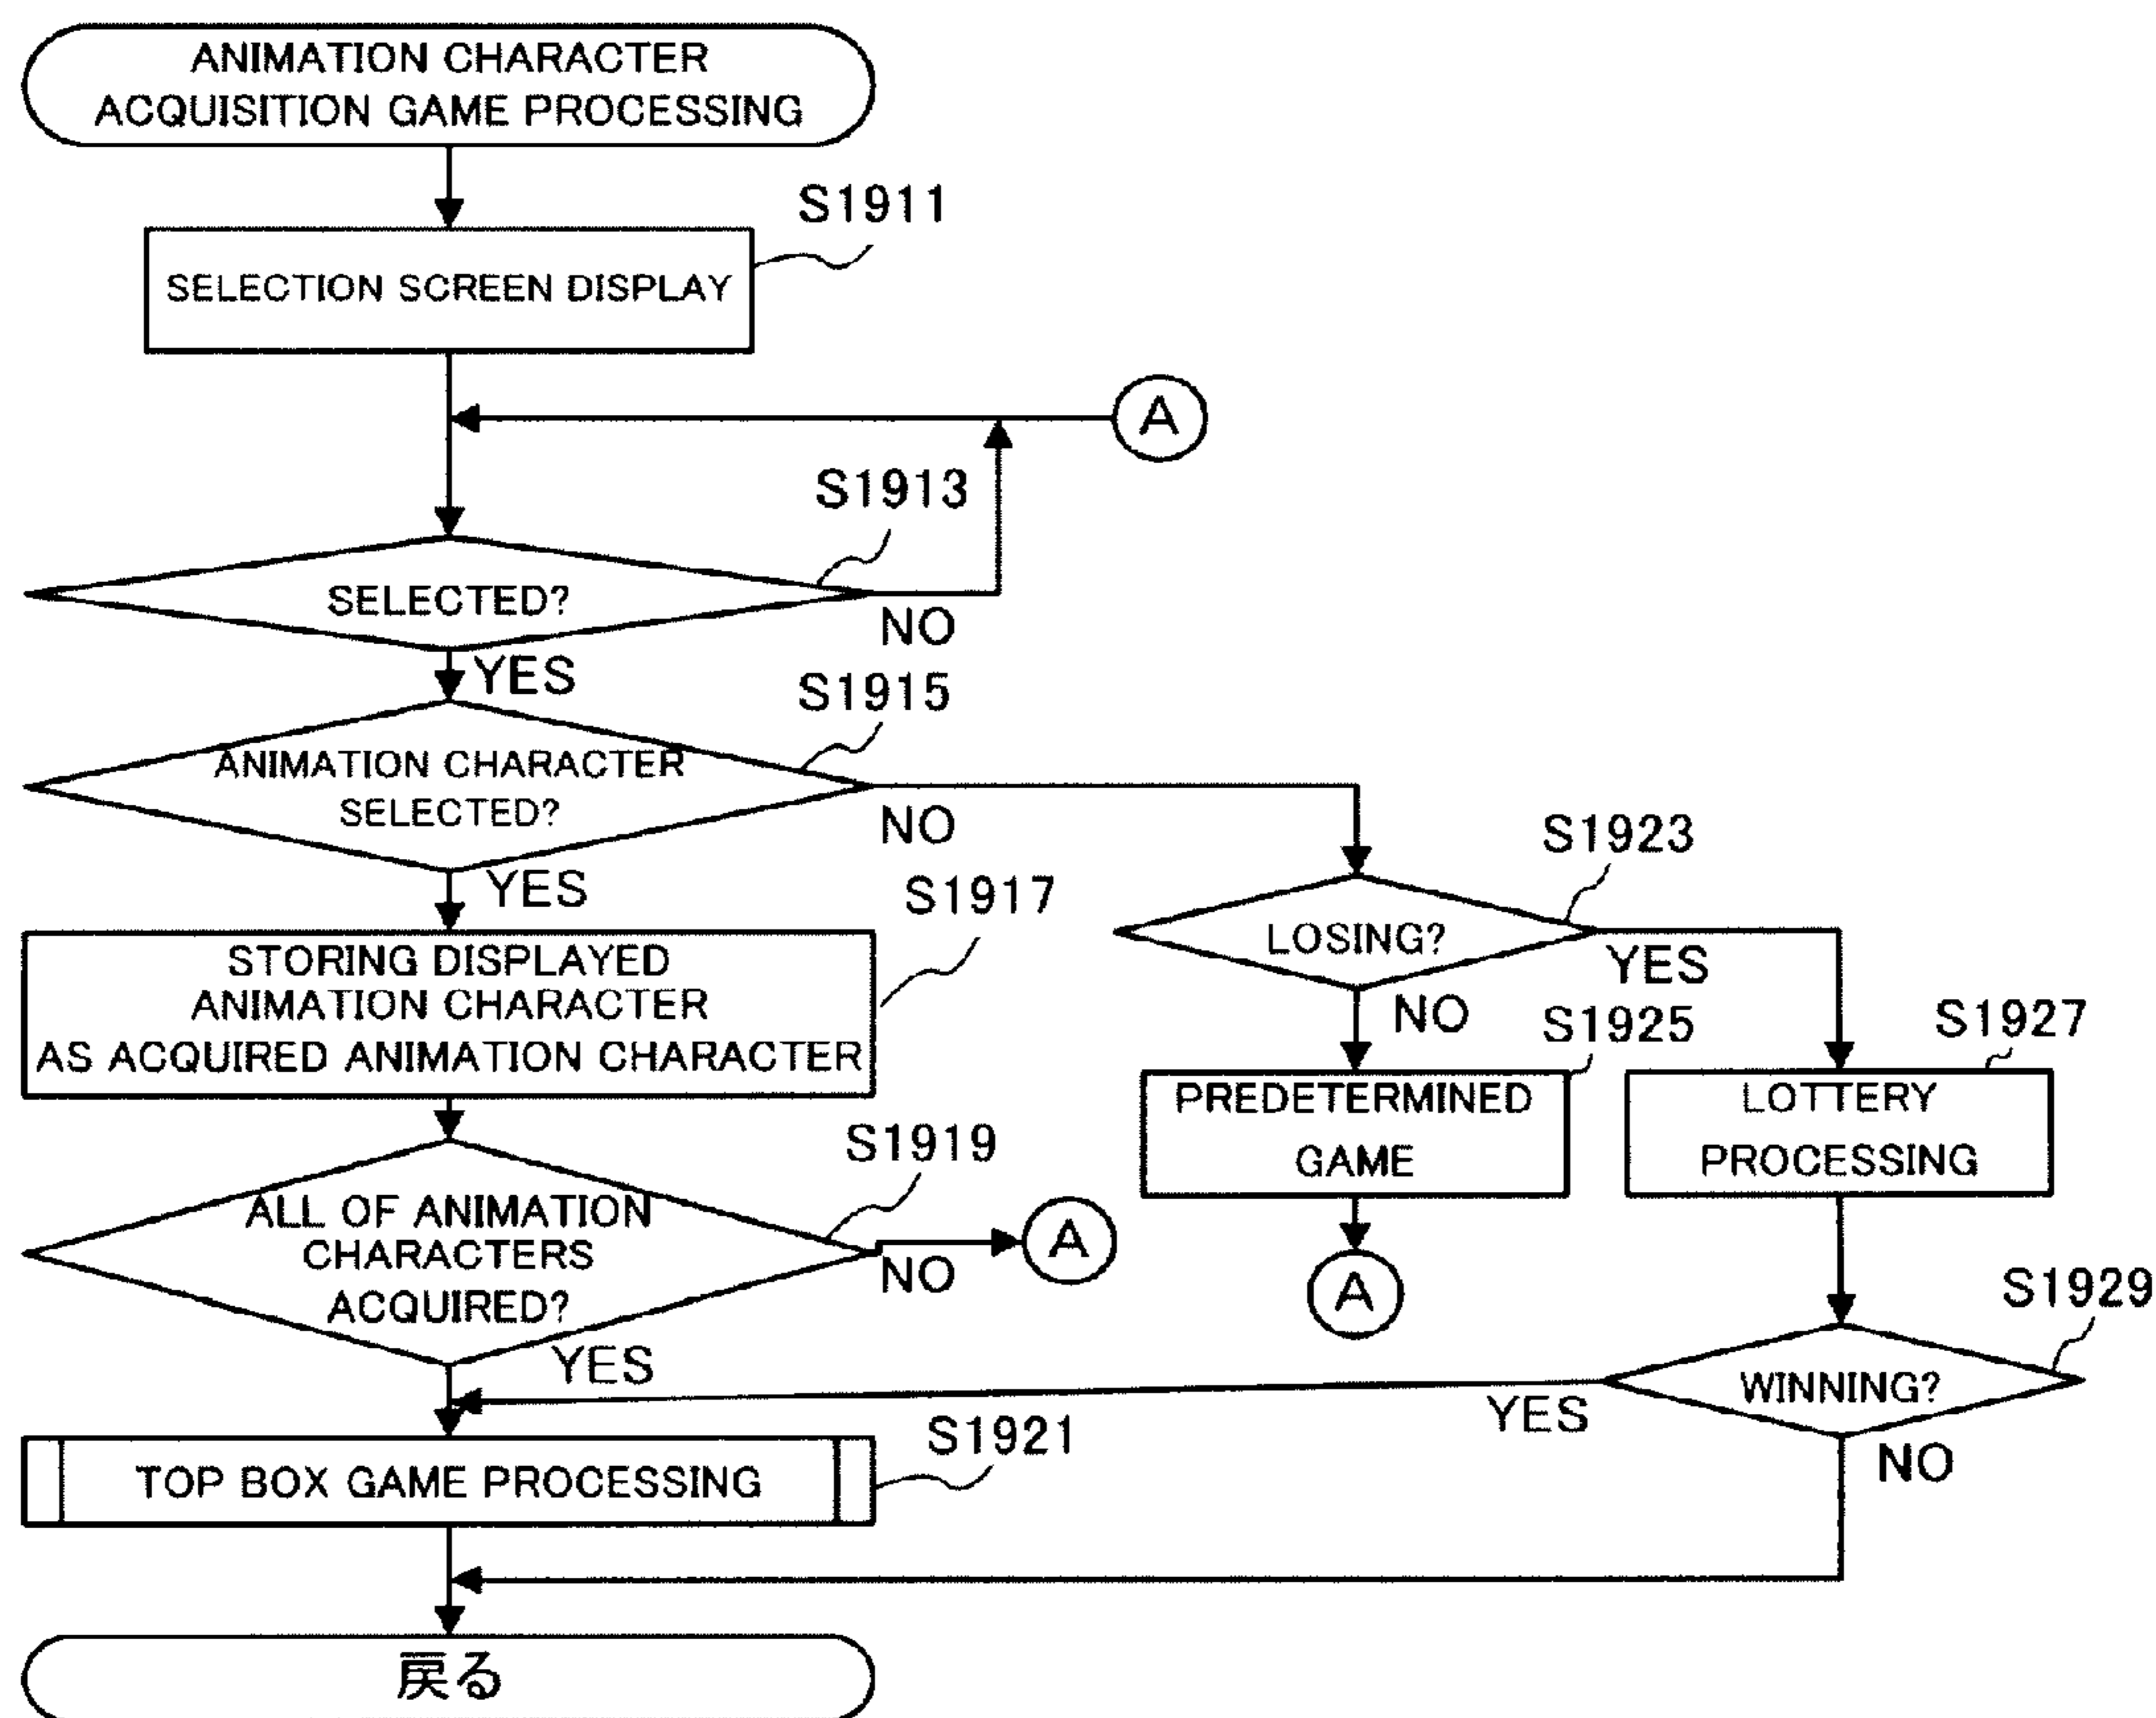 ANIMATION CHARACTER
ACQUISITION GAME PROCESSING
S1911
SELECTION SCREEN DISPLAY
A
S1913
SELECTED?
NO
YES
S1915
ANIMATION CHARACTER
SELECTED?
NO
YES
S1923
LOSING?
YES
NO
S1917
STORING DISPLAYED
ANIMATION CHARACTER
AS ACQUIRED ANIMATION CHARACTER
S1925
PREDETERMINED
GAME
A
S1927
LOTTERY
PROCESSING
S1919
ALL OF ANIMATION
CHARACTERS
ACQUIRED?
NO
A
YES
S1929
WINNING?
YES
NO
S1921
TOP BOX GAME PROCESSING
戻る